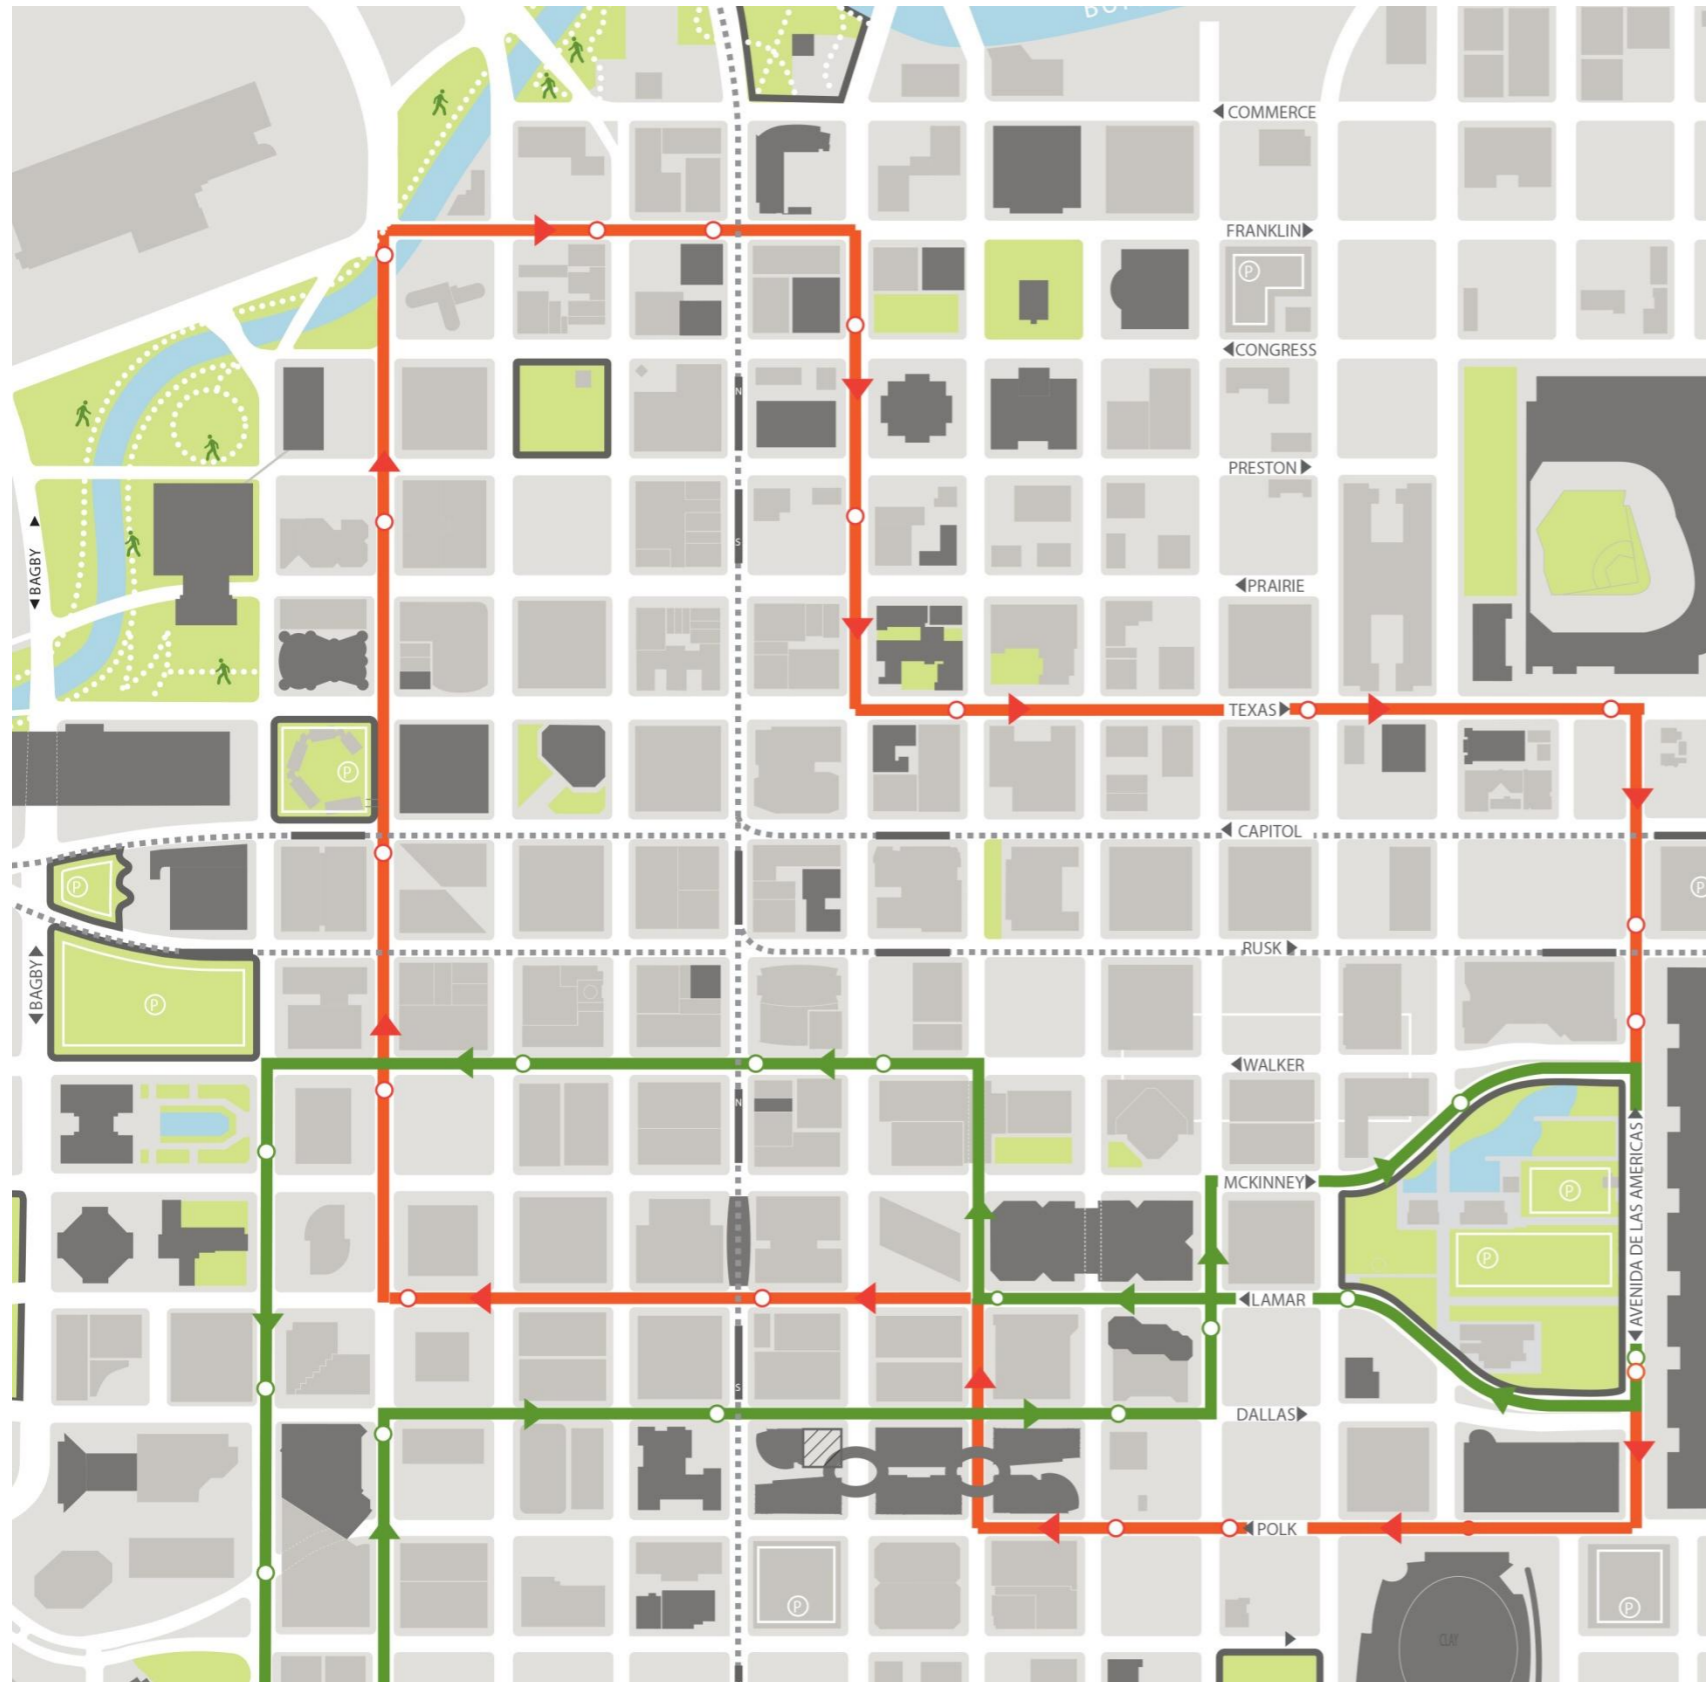 COMMERCE
FRANKLIN
P
CONGRESS
N
PRESTON
S
BAGBY
PRAIRIE
TEXAS
P
CAPITOL
P
P
RUSK
BAGBY
P
WALKER
N
MCKINNEY
P
AVENIDA DE LAS AMERICAS
P
LAMAR
S
DALLAS
POLK
P
P
CLAY